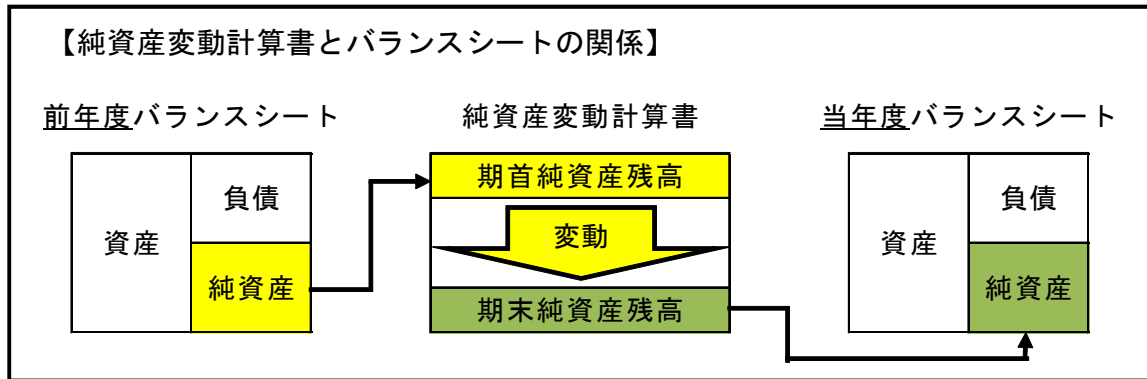 【純資産変動計算書とバランスシートの関係】
前年度バランスシート
純資産変動計算書
当年度バランスシート
資産
負債
純資産
期首純資産残高
変動
期末純資産残高
資産
負債
純資産